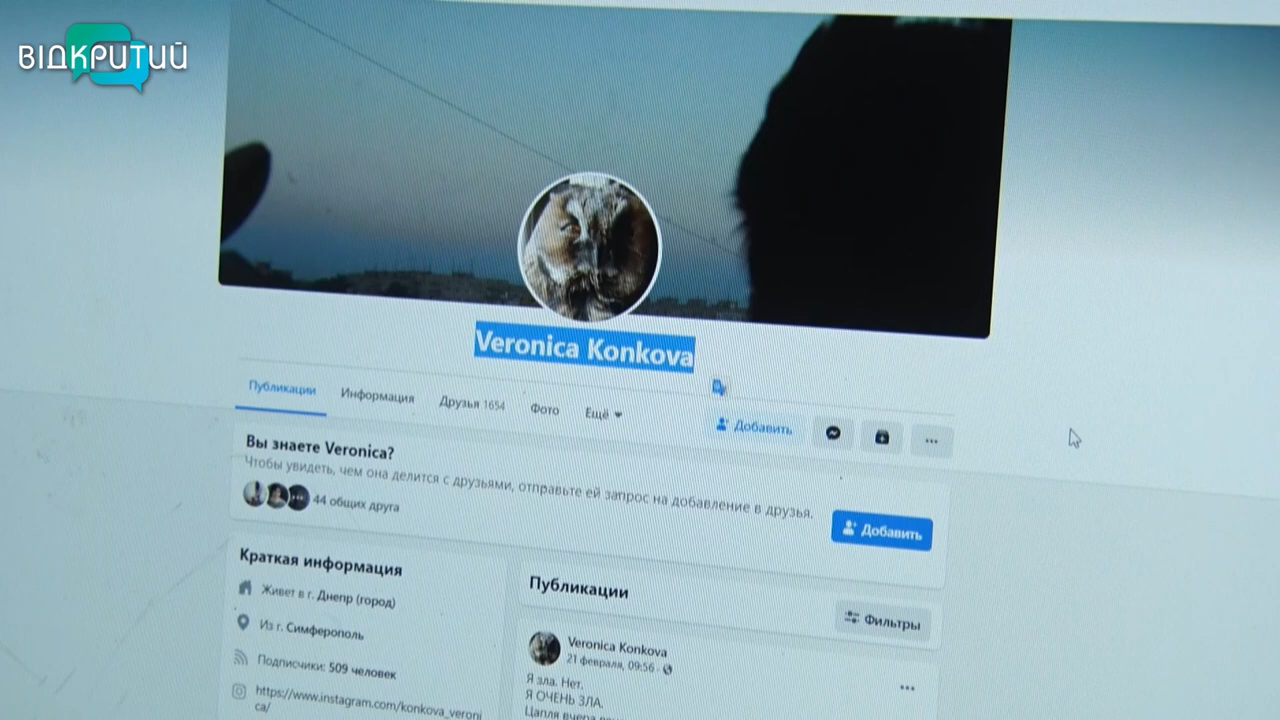 ВІДКРИТИЙ
Veronica Konkova
Публикации
Информация
Друзья 1654
Фото
Ещё
Добавить
Вы знаете Veronica?
Чтобы увидеть, чем она делится с друзьями, отправьте ей запрос на добавление в друзья.
44 общих друга
Добавить
Краткая информация
Живет в г. Днепр (город)
Из г. Симферополь
Подписчики: 509 человек
https://www.instagram.com/konkova_veroni
ca/
Публикации
Фильтры
Veronica Konkova
21 февраля, 09:56 ·
Я зла. Нет.
Я ОЧЕНЬ ЗЛА.
Цапля вчера